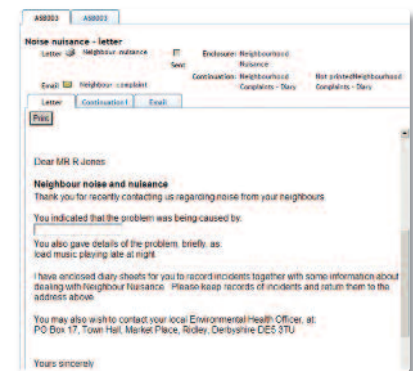 ASB003 ASB003
Noise nuisance - letter
Letter Neighbour nuisance Sent Enclosure: Neighbourhood Nuisance
Continuation: Neighbourhood Complaints - Diary Not printedNeighbourhood Complaints - Diary
Email Neighbour complaint
Letter Continuation1 Email
Print
Dear MR R Jones
Neighbour noise and nuisance
Thank you for recently contacting us regarding noise from your neighbours
You indicated that the problem was being caused by:
You also gave details of the problem, briefly, as:
load music playing late at night
I have enclosed diary sheets for you to record incidents together with some information about
dealing with Neighbour Nuisance. Please keep records of incidents and return them to the
address above.
You may also wish to contact your local Environmental Health Officer, at:
PO Box 17, Town Hall, Market Place, Ridley, Derbyshire DE5 3TU
Yours sincerely